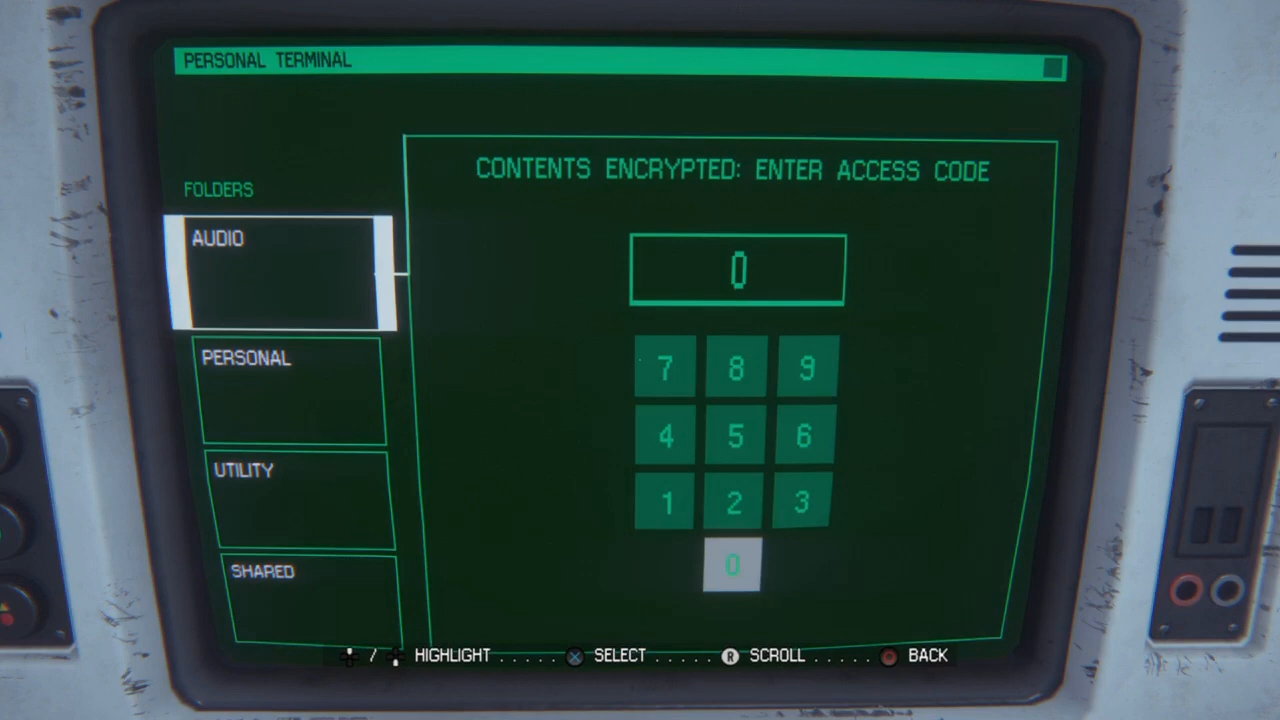 PERSONAL TERMINAL
FOLDERS
AUDIO
PERSONAL
UTILITY
SHARED
CONTENTS ENCRYPTED: ENTER ACCESS CODE
0
7 8 9
4 5 6
1 2 3
0
/ HIGHLIGHT . . . . . SELECT . . . . . R SCROLL . . . . . BACK